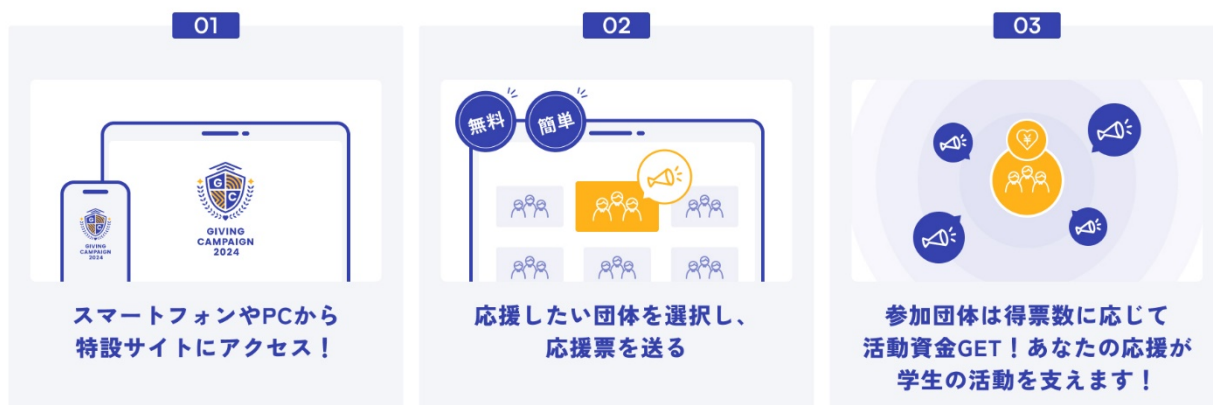 01
G C
GIVING
CAMPAIGN
2024
G C
GIVING
CAMPAIGN
2024
スマートフォンやPCから
特設サイトにアクセス！
02
無料
簡単
応援したい団体を選択し、
応援票を送る
03
¥
参加団体は得票数に応じて
活動資金GET！あなたの応援が
学生の活動を支えます！